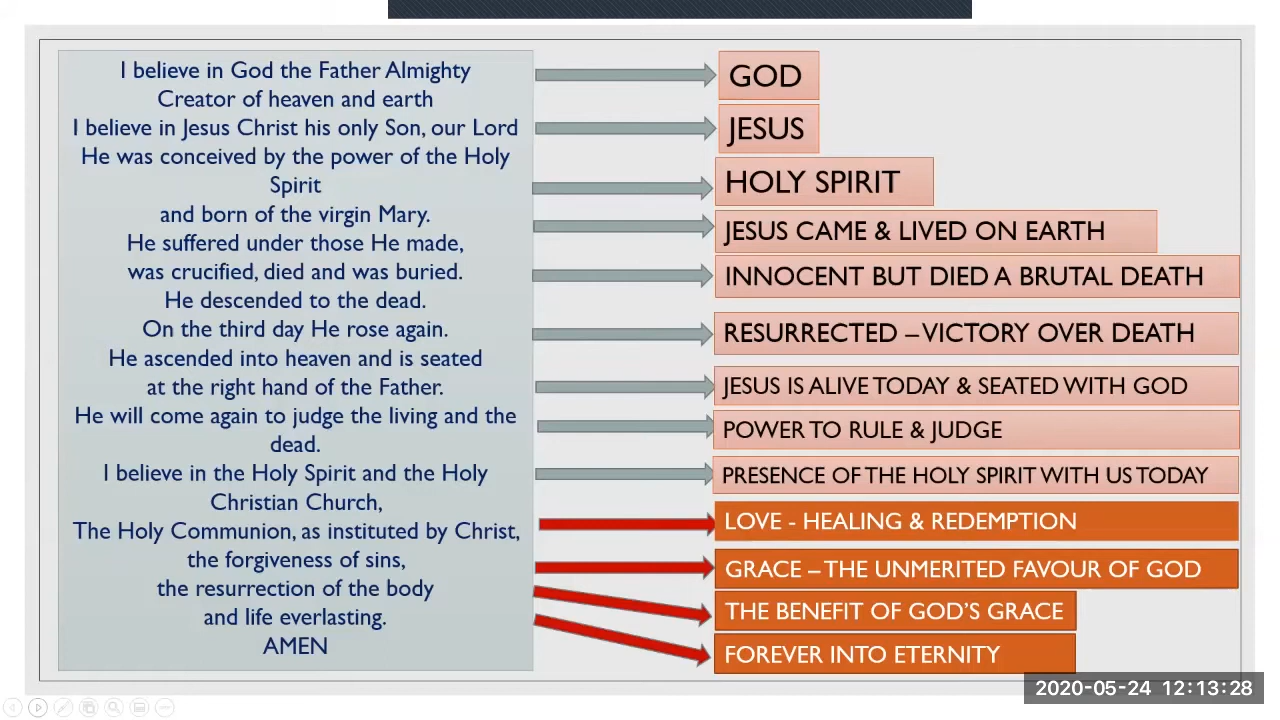 I believe in God the Father Almighty
Creator of heaven and earth
I believe in Jesus Christ his only Son, our Lord
He was conceived by the power of the Holy
Spirit
and born of the virgin Mary.
He suffered under those He made,
was crucified, died and was buried.
He descended to the dead.
On the third day He rose again.
He ascended into heaven and is seated
at the right hand of the Father.
He will come again to judge the living and the
dead.
I believe in the Holy Spirit and the Holy
Christian Church,
The Holy Communion, as instituted by Christ,
the forgiveness of sins,
the resurrection of the body
and life everlasting.
AMEN
GOD
JESUS
HOLY SPIRIT
JESUS CAME & LIVED ON EARTH
INNOCENT BUT DIED A BRUTAL DEATH
RESURRECTED – VICTORY OVER DEATH
JESUS IS ALIVE TODAY & SEATED WITH GOD
POWER TO RULE & JUDGE
PRESENCE OF THE HOLY SPIRIT WITH US TODAY
LOVE - HEALING & REDEMPTION
GRACE – THE UNMERITED FAVOUR OF GOD
THE BENEFIT OF GOD'S GRACE
FOREVER INTO ETERNITY
2020-05-24 12:13:28